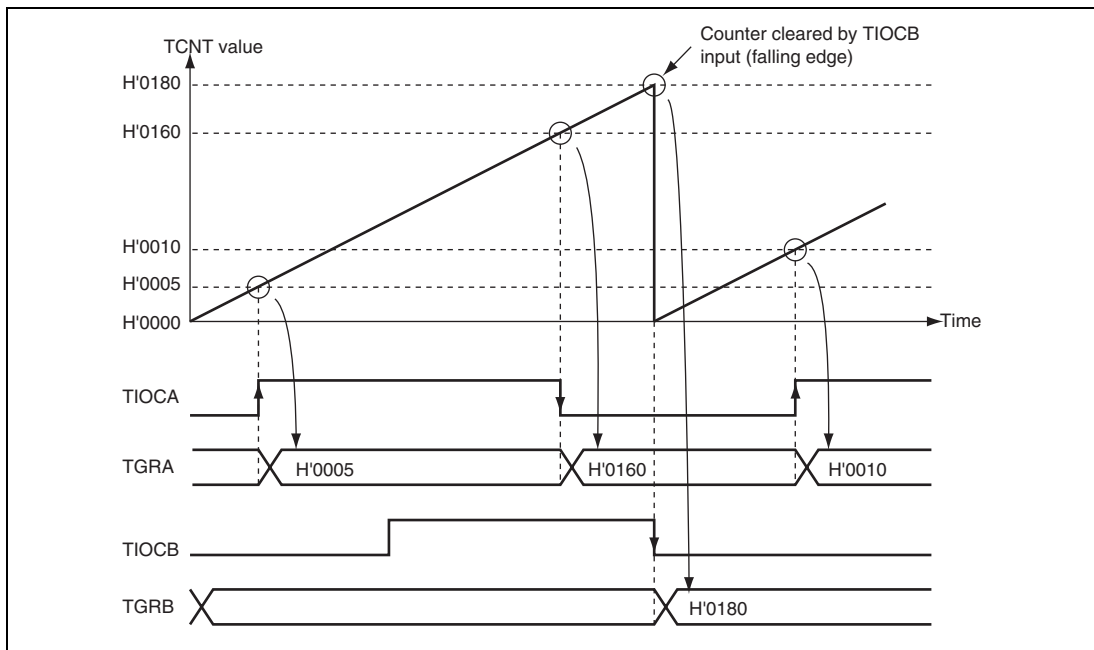 Counter cleared by TIOCB
input (falling edge)
TCNT value
H'0180
H'0160
H'0010
H'0005
H'0000
Time
TIOCA
TGRA
H'0005
H'0160
H'0010
TIOCB
TGRB
H'0180